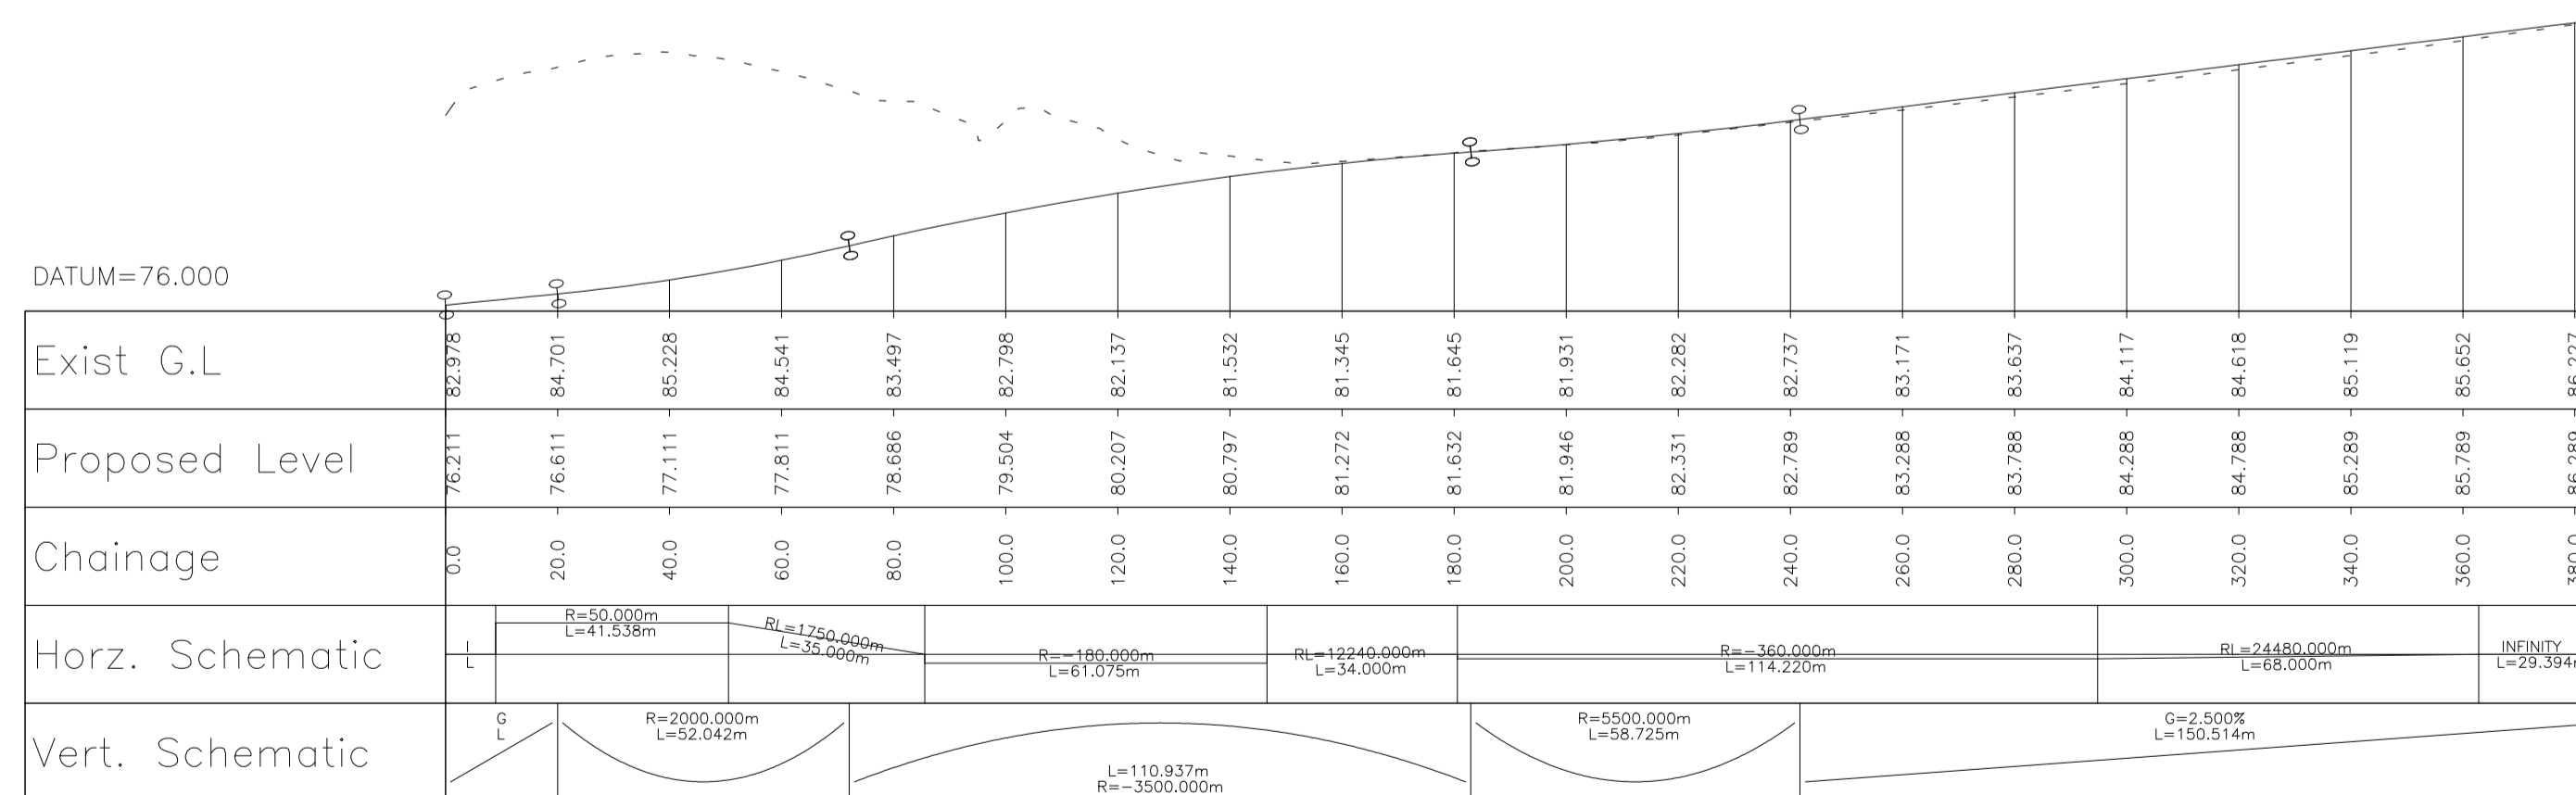 DATUM=76.000
Exist G.L 82.978 84.701 85.228 84.541 83.497 82.798 82.137 81.532 81.345 81.645 81.931 82.282 82.737 83.171 83.637 84.117 84.618 85.119 85.652 86.227
Proposed Level 76.211 76.611 77.111 77.811 78.686 79.504 80.207 80.797 81.272 81.632 81.946 82.331 82.789 83.288 83.788 84.288 84.788 85.289 85.789 86.289
Chainage 0.0 20.0 40.0 60.0 80.0 100.0 120.0 140.0 160.0 180.0 200.0 220.0 240.0 260.0 280.0 300.0 320.0 340.0 360.0 380.0
Horz. Schematic
I
L
R=50.000m
L=41.538m
RL=1750.000m
L=35.000m
R=-180.000m
L=61.075m
RL=12240.000m
L=34.000m
R=-360.000m
L=114.220m
RL=24480.000m
L=68.000m
INFINITY
L=29.394m
Vert. Schematic
G
L
R=2000.000m
L=52.042m
L=110.937m
R=-3500.000m
R=5500.000m
L=58.725m
G=2.500%
L=150.514m